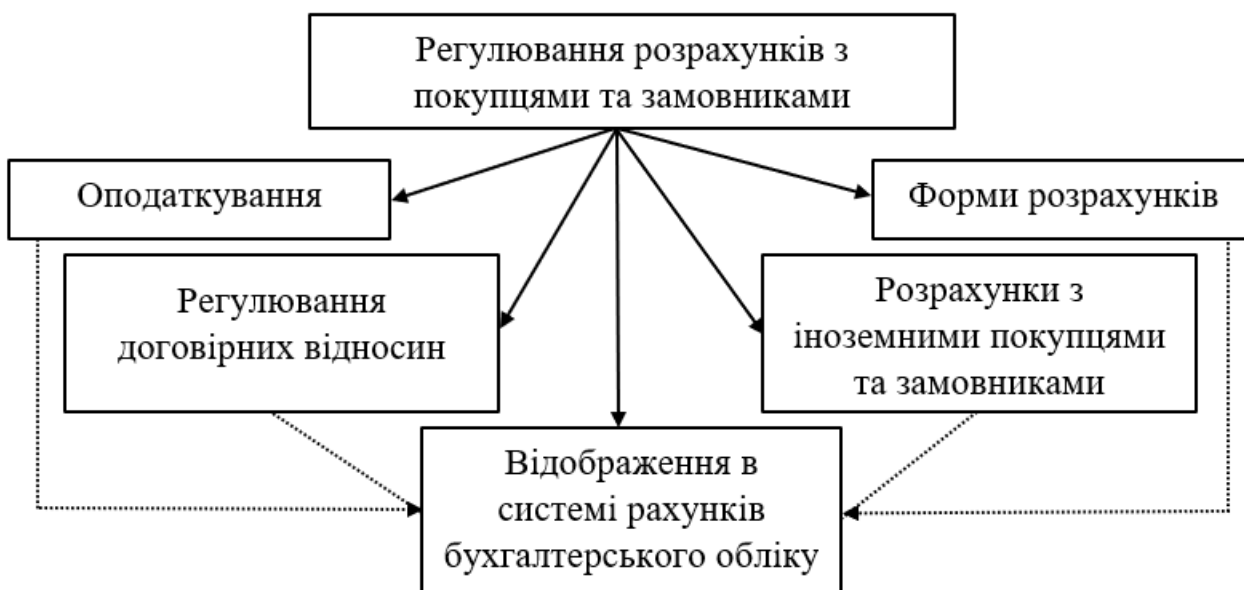 Регулювання розрахунків з
покупцями та замовниками
Оподаткування
Форми розрахунків
Регулювання
договірних відносин
Розрахунки з
іноземними покупцями
та замовниками
Відображення в
системі рахунків
бухгалтерського обліку